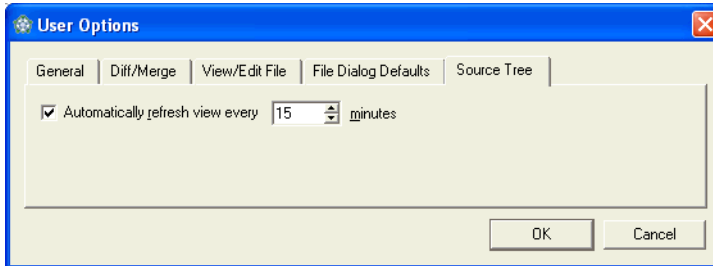 User Options
General Diff/Merge View/Edit File File Dialog Defaults Source Tree
Automatically refresh view every 15 minutes
OK Cancel